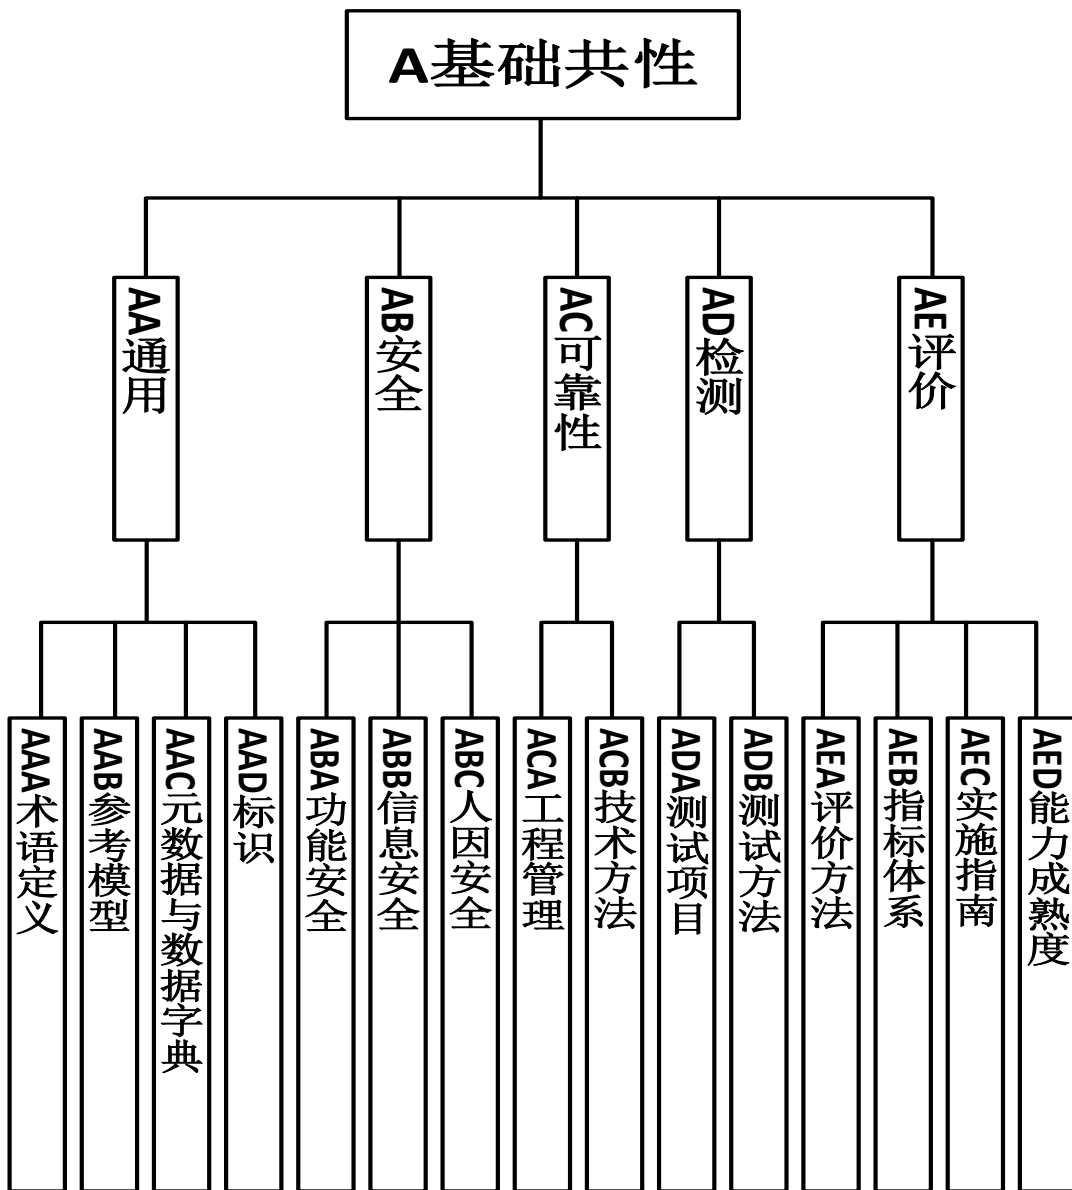 A基础共性
AA通用
AB安全
AC可靠性
AD检测
AE评价
AAA术语定义
AAB参考模型
AAC元数据与数据字典
AAD标识
ABA功能安全
ABB信息安全
ABC人因安全
ACA工程管理
ACB技术方法
ADA测试项目
ADB测试方法
AEA评价方法
AEB指标体系
AEC实施指南
AED能力成熟度